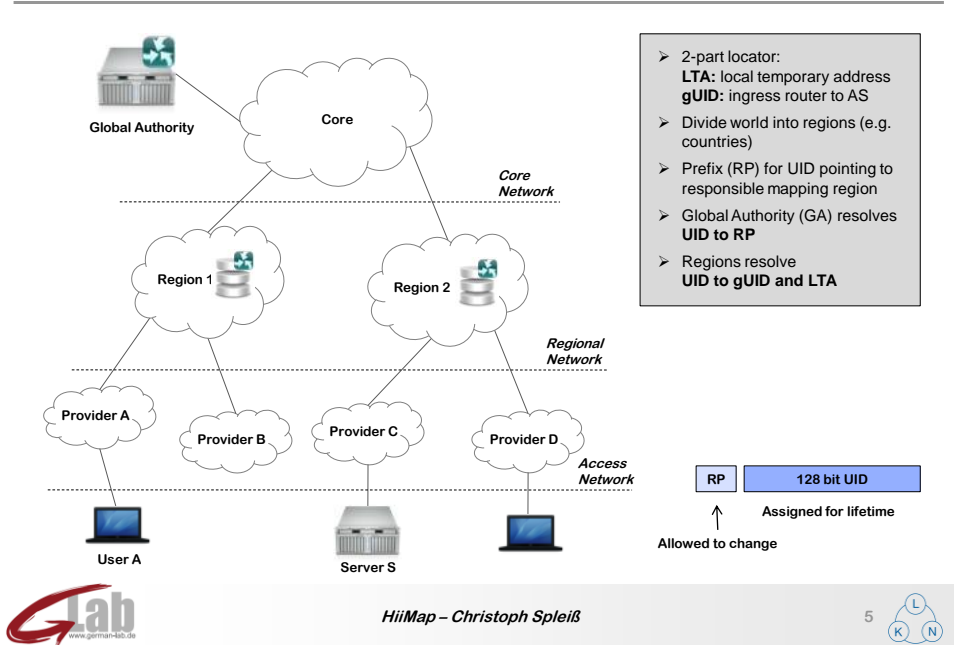 Global Authority
Core
Core
Network
Region 1
Region 2
Regional
Network
Provider A
Provider B
Provider C
Provider D
Access
Network
User A
Server S
➢ 2-part locator:
LTA: local temporary address
gUID: ingress router to AS
➢ Divide world into regions (e.g.
countries)
➢ Prefix (RP) for UID pointing to
responsible mapping region
➢ Global Authority (GA) resolves
UID to RP
➢ Regions resolve
UID to gUID and LTA
RP
128 bit UID
Assigned for lifetime
Allowed to change
G Lab
www.german-lab.de
HiiMap – Christoph Spleiß
5
L
K
N